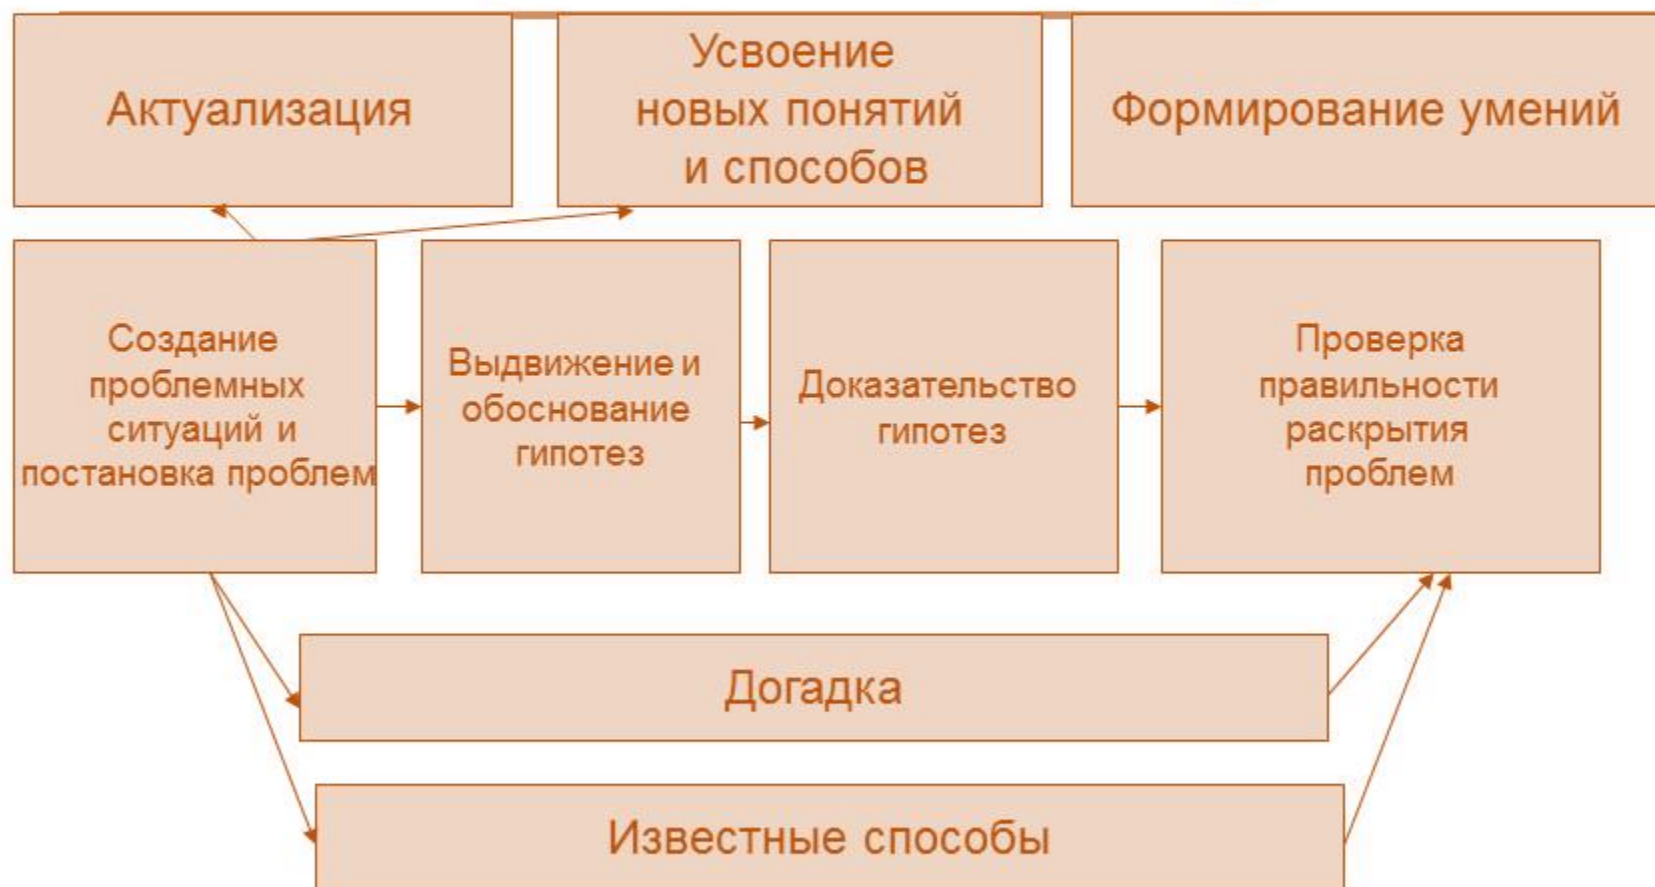 Актуализация
Усвоение
новых понятий
и способов
Формирование умений
Создание
проблемных
ситуаций и
постановка проблем
Выдвижение и
обоснование
гипотез
Доказательство
гипотез
Проверка
правильности
раскрытия
проблем
Догадка
Известные способы